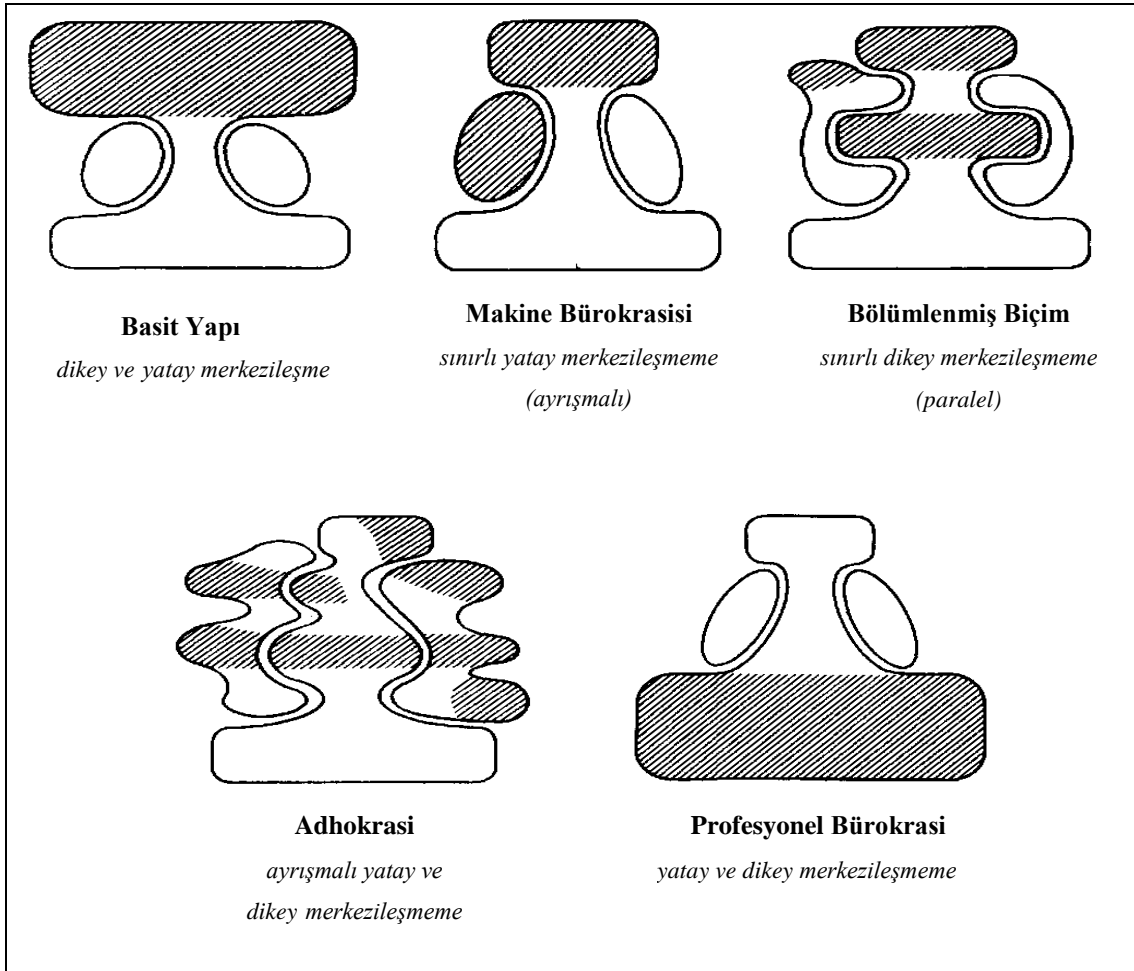 Basit Yapı
dikey ve yatay merkezileşme
Makine Bürokrasisi
sınırlı yatay merkezileşmeme
(ayrışmalı)
Bölümlenmiş Biçim
sınırlı dikey merkezileşmeme
(paralel)
Adhokrasi
ayrışmalı yatay ve
dikey merkezileşmeme
Profesyonel Bürokrasi
yatay ve dikey merkezileşmeme